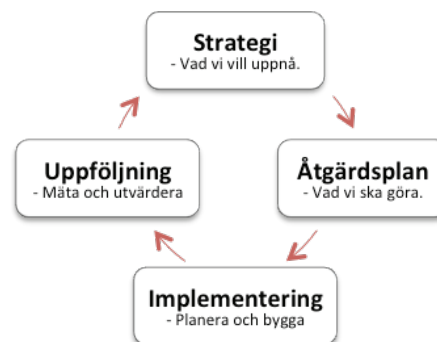 Strategi
- Vad vi vill uppnå.
Uppföljning
- Mäta och utvärdera
Åtgärdsplan
- Vad vi ska göra.
Implementering
- Planera och bygga